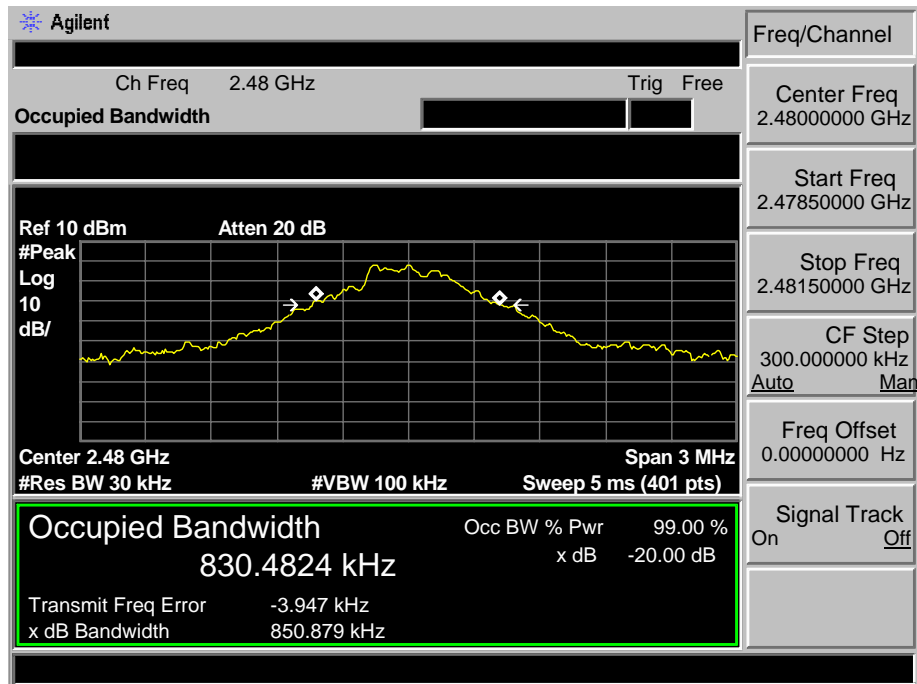 Agilent
Freq/Channel
Ch Freq 2.48 GHz Trig Free
Occupied Bandwidth
Center Freq
2.48000000 GHz
Start Freq
2.47850000 GHz
Stop Freq
2.48150000 GHz
CF Step
300.000000 kHz
Auto Man
Freq Offset
0.00000000 Hz
Signal Track
On Off
Ref 10 dBm Atten 20 dB
#Peak
Log
10
dB/
Center 2.48 GHz Span 3 MHz
#Res BW 30 kHz #VBW 100 kHz Sweep 5 ms (401 pts)
Occupied Bandwidth Occ BW % Pwr 99.00 %
830.4824 kHz x dB -20.00 dB
Transmit Freq Error -3.947 kHz
x dB Bandwidth 850.879 kHz